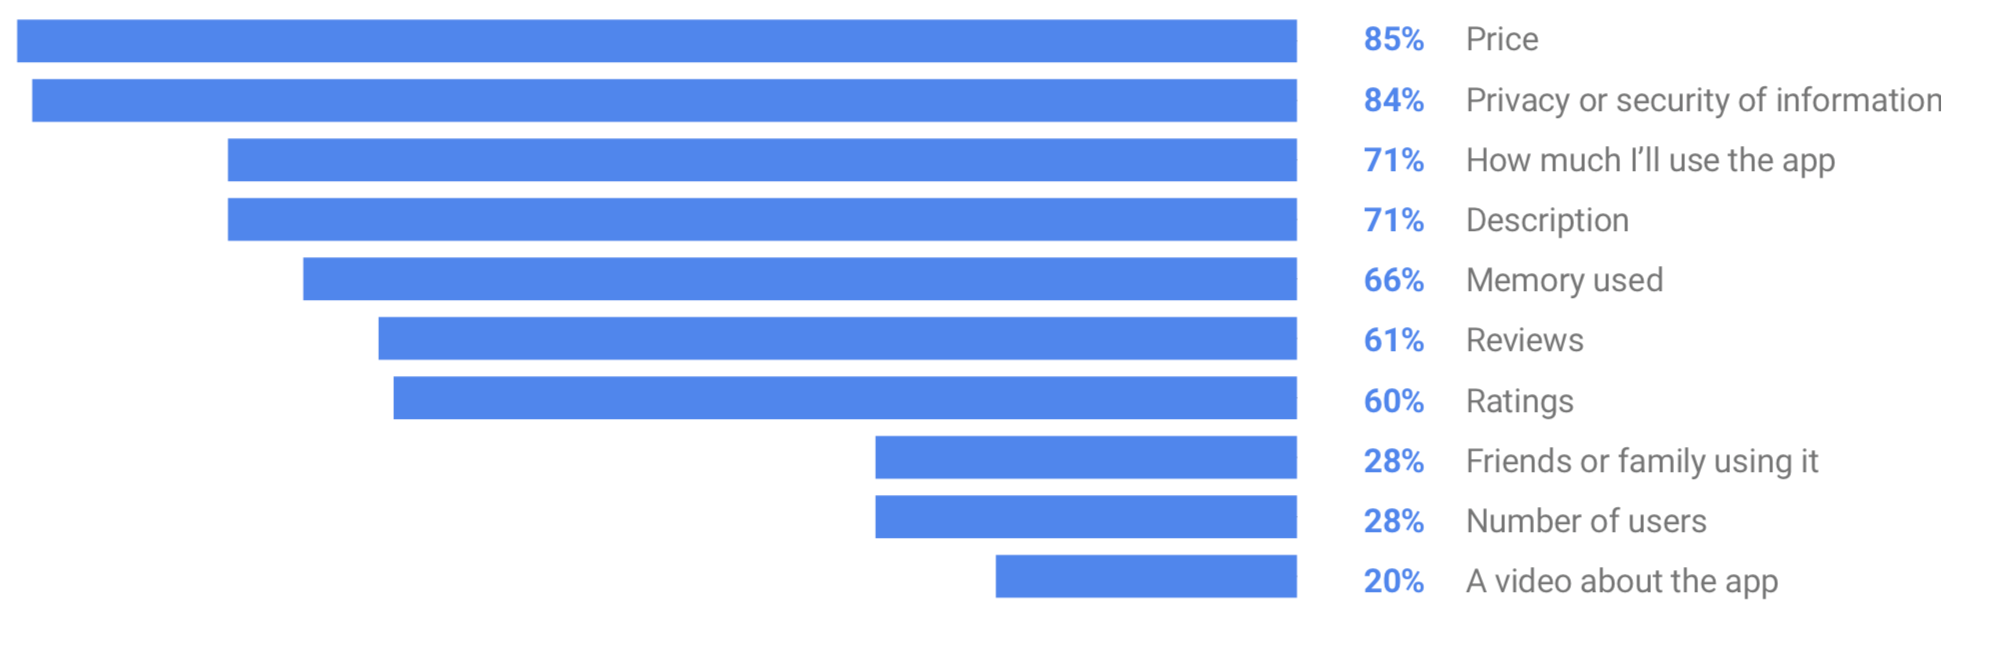 85% Price
84% Privacy or security of information
71% How much I’ll use the app
71% Description
66% Memory used
61% Reviews
60% Ratings
28% Friends or family using it
28% Number of users
20% A video about the app